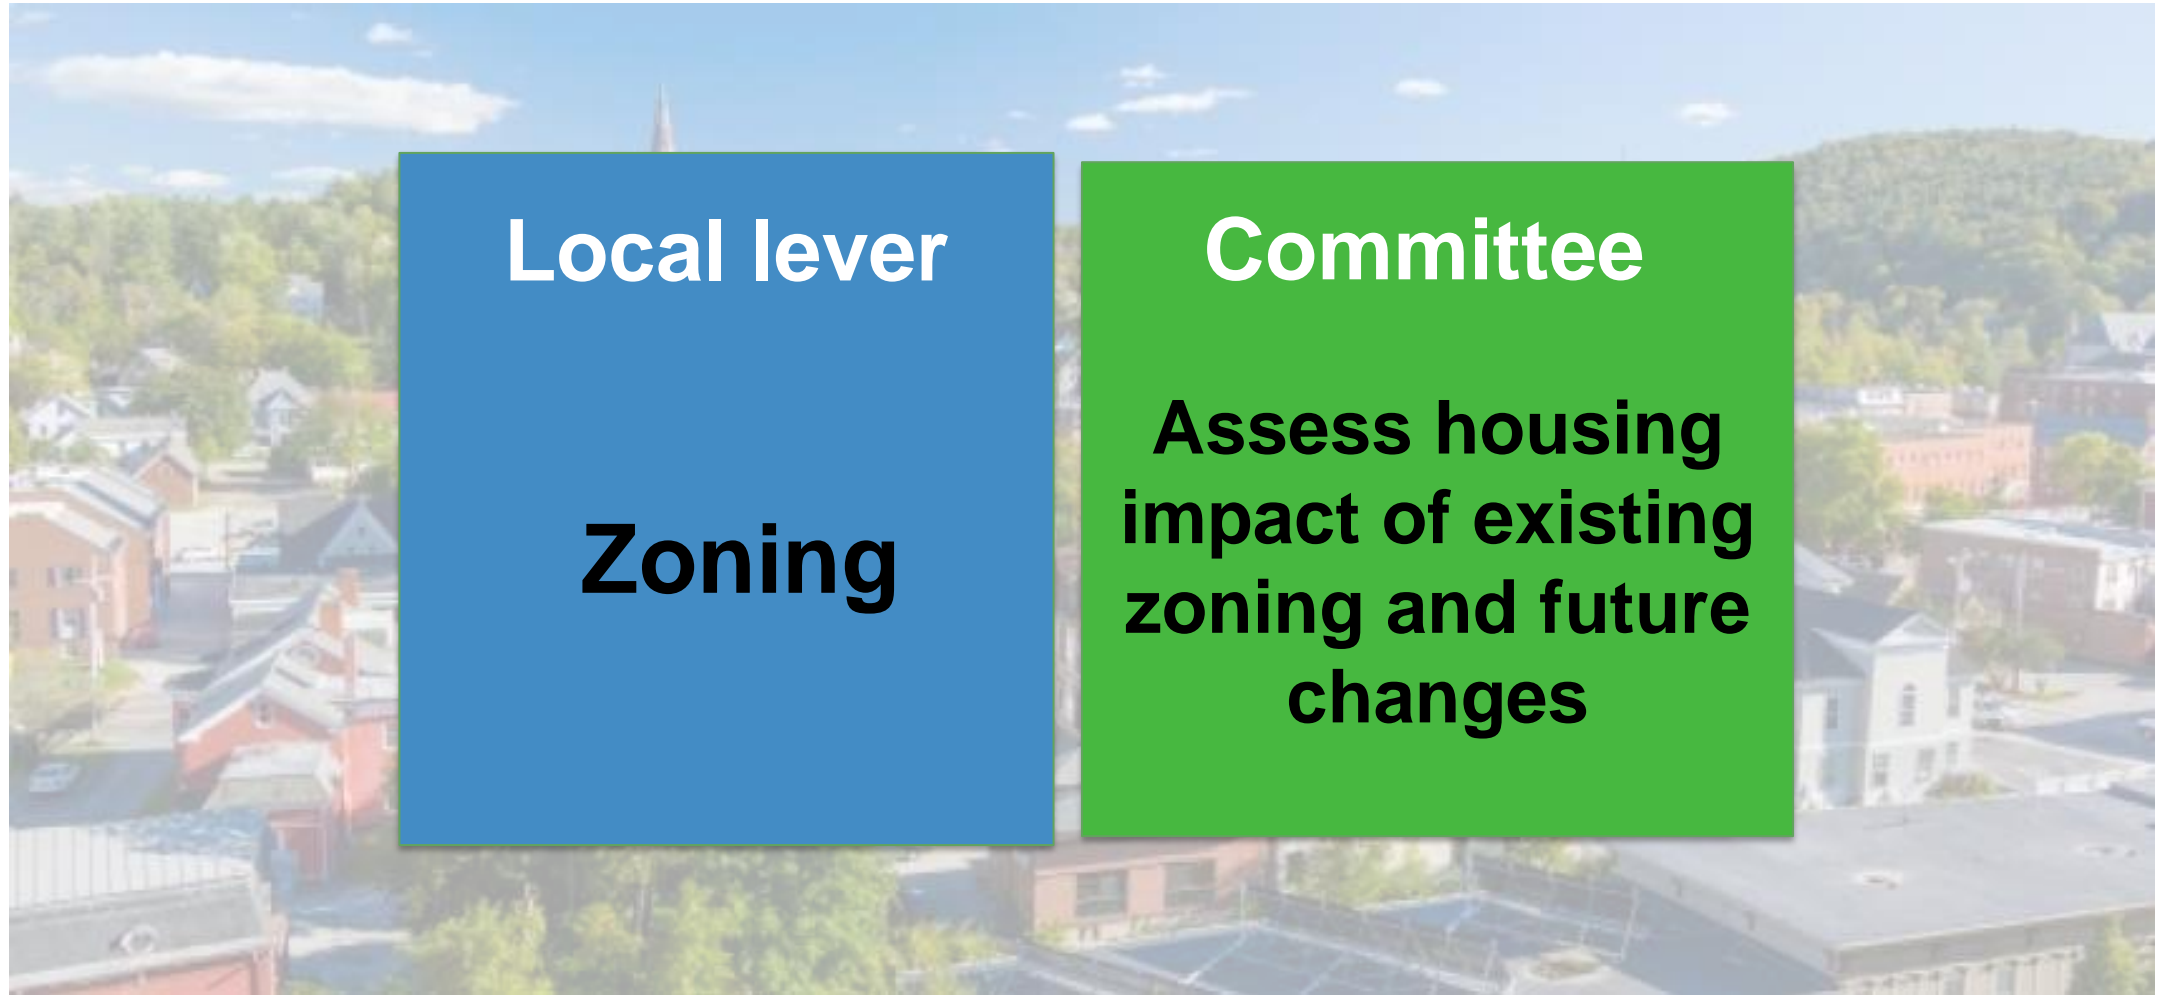 Local lever
Zoning
Committee
Assess housing
impact of existing
zoning and future
changes